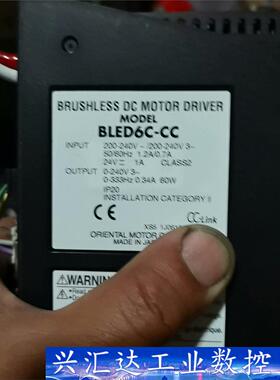 BRUSHLESS DC MOTOR DRIVER
MODEL
BLED6C-CC
INPUT 200-240V ~ /200-240V 3~
50/60Hz 1.2A/0.7A
24V 1A CLASS2
OUTPUT 0-240V 3~
0-333Hz 0.34A 60W
IP20
INSTALLATION CATEGORY II
CE CC-Link
ORIENTAL MOTOR
MADE IN JAPA
WARNING
兴汇达工业数控